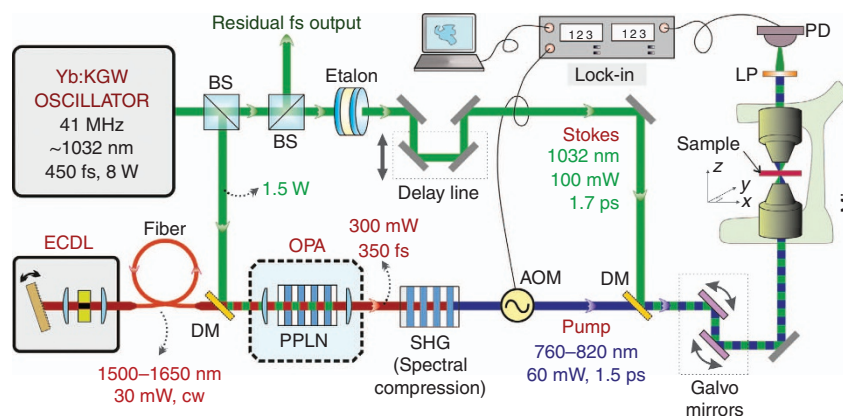 Residual fs output
Yb:KGW
OSCILLATOR
41 MHz
~1032 nm
450 fs, 8 W
BS
BS
Etalon
Delay line
123
123
Lock-in
PD
LP
Sample
z
y
x
Stokes
1032 nm
100 mW
1.7 ps
1.5 W
ECDL
Fiber
DM
1500–1650 nm
30 mW, cw
OPA
PPLN
300 mW
350 fs
SHG
(Spectral
compression)
AOM
Pump
760–820 nm
60 mW, 1.5 ps
DM
Galvo
mirrors